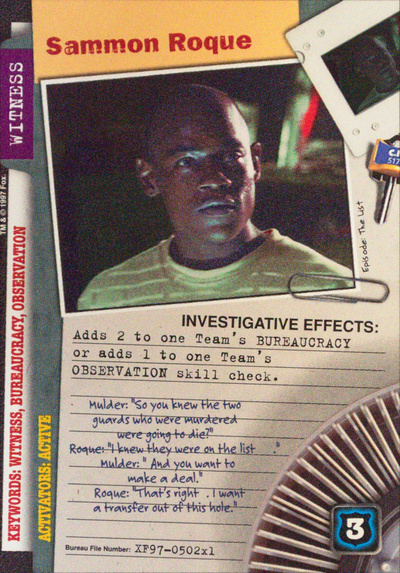 Sammon Roque
WITNESS
TM & © 1997 Fox.
C.I
517
Episode: The List
INVESTIGATIVE EFFECTS:
Adds 2 to one Team's BUREAUCRACY
or adds 1 to one Team's
OBSERVATION skill check.
KEYWORDS: WITNESS, BUREAUCRACY, OBSERVATION
ACTIVATORS: ACTIVE
Mulder: "So you knew the two
guards who were murdered
were going to die?"
Roque: "I knew they were on the list ."
Mulder: " And you want to
make a deal."
Roque: "That's right . I want
a transfer out of this hole."
3
Bureau File Number: XF97-0502x1